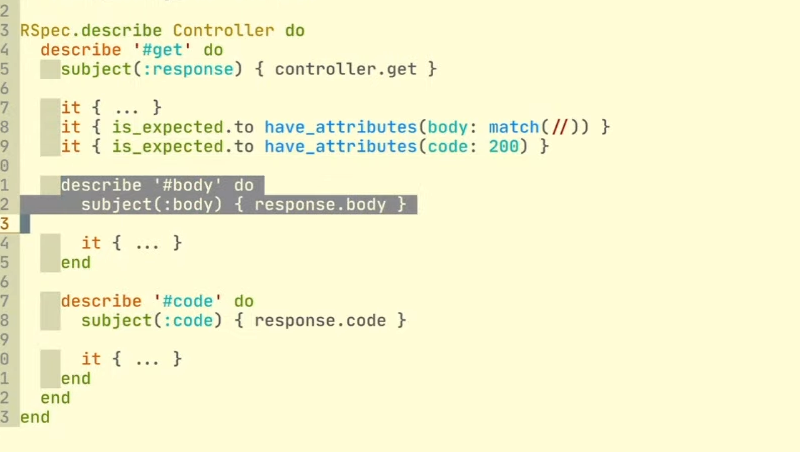 2
3 RSpec.describe Controller do
4   describe '#get' do
5     subject(:response) { controller.get }
6
7     it { ... }
8     it { is_expected.to have_attributes(body: match(//)) }
9     it { is_expected.to have_attributes(code: 200) }
0
1     describe '#body' do
2       subject(:body) { response.body }
3
4       it { ... }
5     end
6
7     describe '#code' do
8       subject(:code) { response.code }
9
0       it { ... }
1     end
2   end
3 end